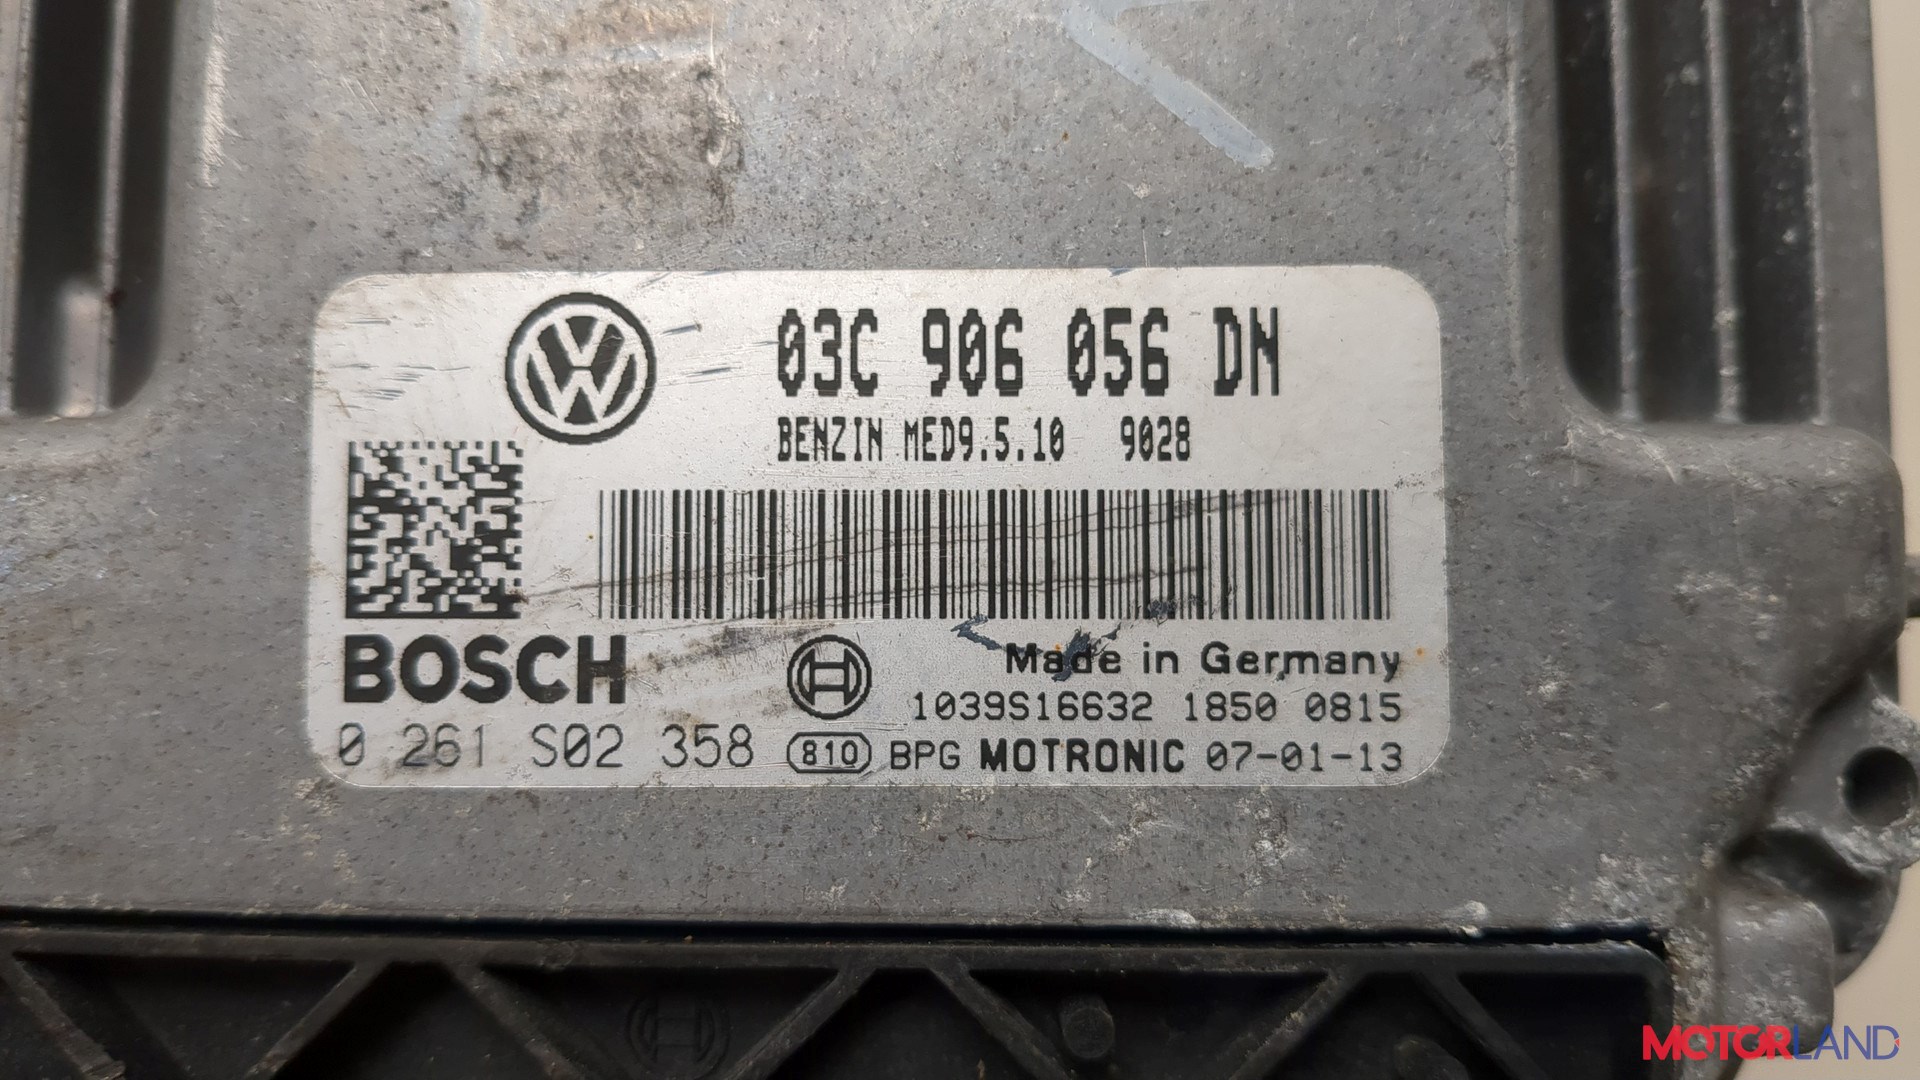 03C 906 056 DN
BENZIN MED9.5.10 9028
BOSCH
Made in Germany
1039S16632 1850 0815
0 261 S02 358
810 BPG MOTRONIC 07-01-13
MOTORLAND